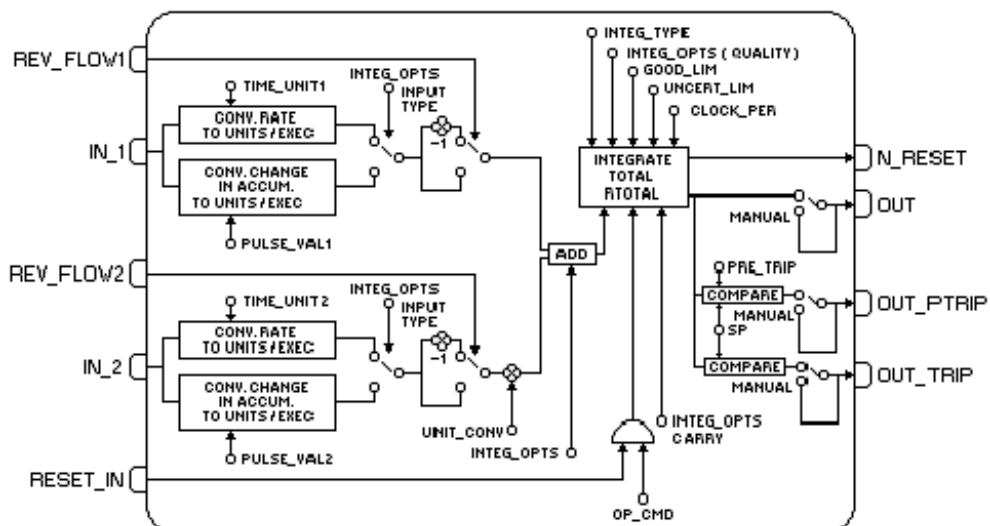 REV_FLOW1
INTEG_OPTS
INPUT
TYPE
TIME_UNIT1
CONV. RATE
TO UNITS/EXEC
-1
IN_1
CONV. CHANGE
IN ACCUM.
TO UNITS/EXEC
PULSE_VAL1
INTEG_TYPE
INTEG_OPTS ( QUALITY)
GOOD_LIM
UNCERT_LIM
CLOCK_PER
INTEGRATE
TOTAL
RTOTAL
N_RESET
OUT
MANUAL
ADD
REV_FLOW2
INTEG_OPTS
INPUT
TYPE
TIME_UNIT2
CONV. RATE
TO UNITS/EXEC
-1
IN_2
CONV. CHANGE
IN ACCUM.
TO UNITS/EXEC
PULSE_VAL2
UNIT_CONV
INTEG_OPTS
PRE_TRIP
COMPARE
MANUAL
OUT_PTRIP
SP
COMPARE
MANUAL
OUT_TRIP
INTEG_OPTS
CARRY
RESET_IN
OP_CMD